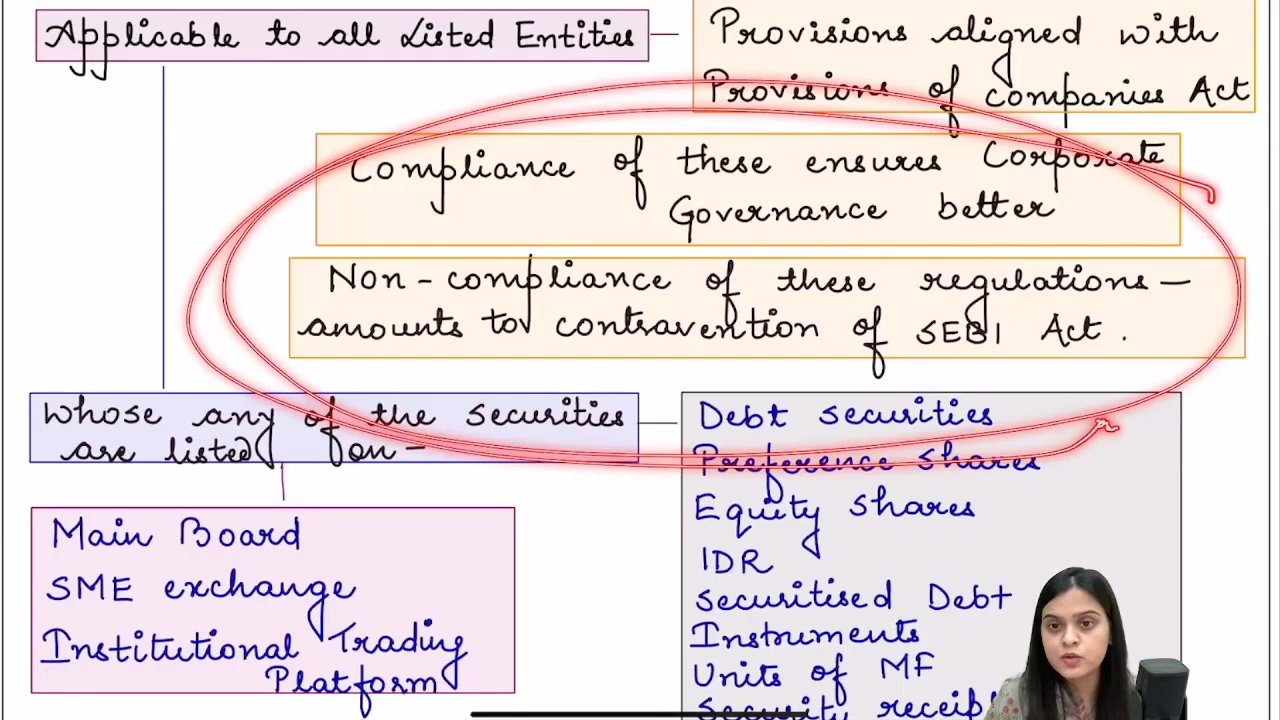 Applicable to all Listed Entities
Provisions aligned with
Provisions of companies Act
Compliance of these ensures Corporate
Governance better
Non-compliance of these regulations-
amounts to contravention of SEBI Act.
whose any of the securities
are listed on-
Main Board
SME exchange
Institutional Trading
Platform
Debt securities
Preference shares
Equity shares
IDR
securitised Debt
Instruments
Units of MF
Security